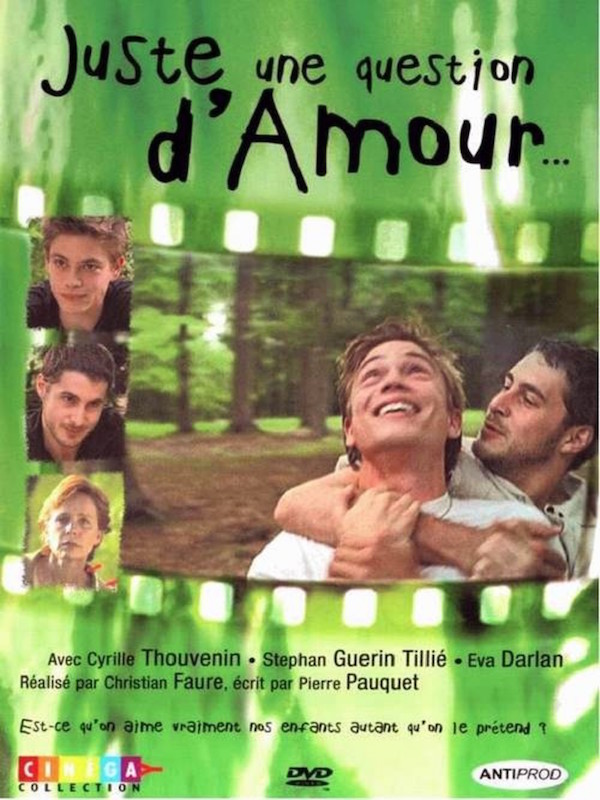 Juste une question
d'Amour...
Avec Cyrille Thouvenin • Stephan Guerin Tillié • Eva Darlan
Réalisé par Christian Faure, écrit par Pierre Pauquet
Est-ce qu'on aime vraiment nos enfants autant qu'on le prétend ?
CINÉGA
COLLECTION
DVD
VIDEO
ANTIPROD